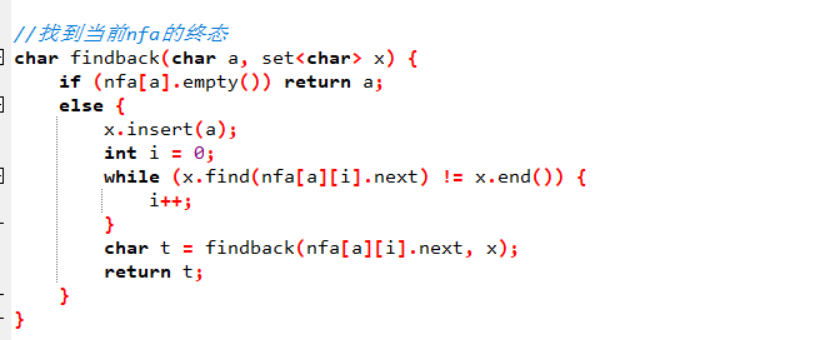 //找到当前nfa的终态
char findback(char a, set<char> x) {
    if (nfa[a].empty()) return a;
    else {
        x.insert(a);
        int i = 0;
        while (x.find(nfa[a][i].next) != x.end()) {
            i++;
        }
        char t = findback(nfa[a][i].next, x);
        return t;
    }
}